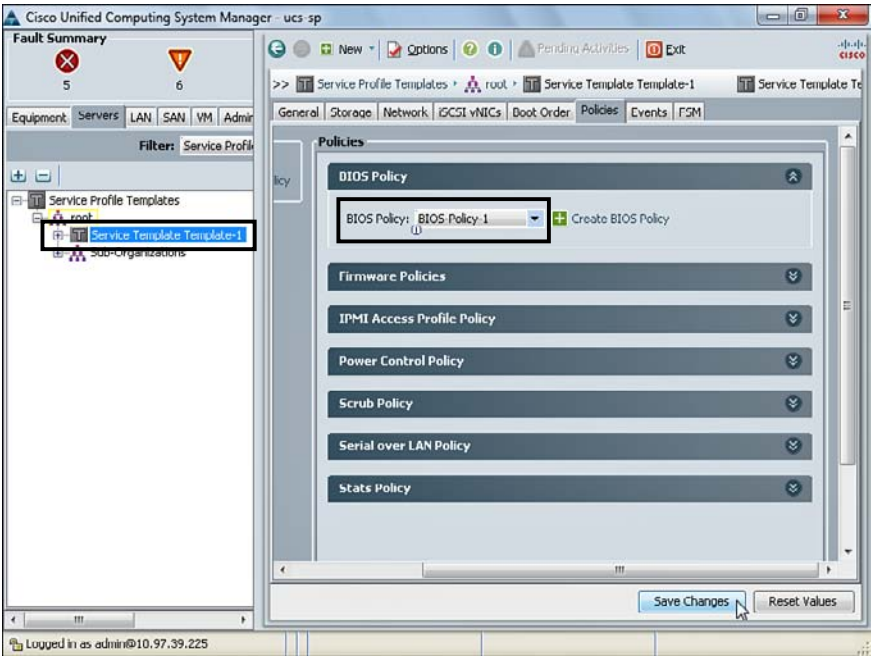 Cisco Unified Computing System Manager - ucs-sp
Fault Summary
5
6
Equipment Servers LAN SAN VM Admin
Filter: Service Profil
Service Profile Templates
root
Service Template Template-1
Sub-Organizations
New Options Pending Activities Exit
CISCO
>> Service Profile Templates root Service Template Template-1 Service Template Te
General Storage Network iSCSI vNICs Boot Order Policies Events FSM
licy
Policies
BIOS Policy
BIOS Policy: BIOS-Policy-1 Create BIOS Policy
Firmware Policies
IPMI Access Profile Policy
Power Control Policy
Scrub Policy
Serial over LAN Policy
Stats Policy
Save Changes Reset Values
Logged in as admin@10.97.39.225